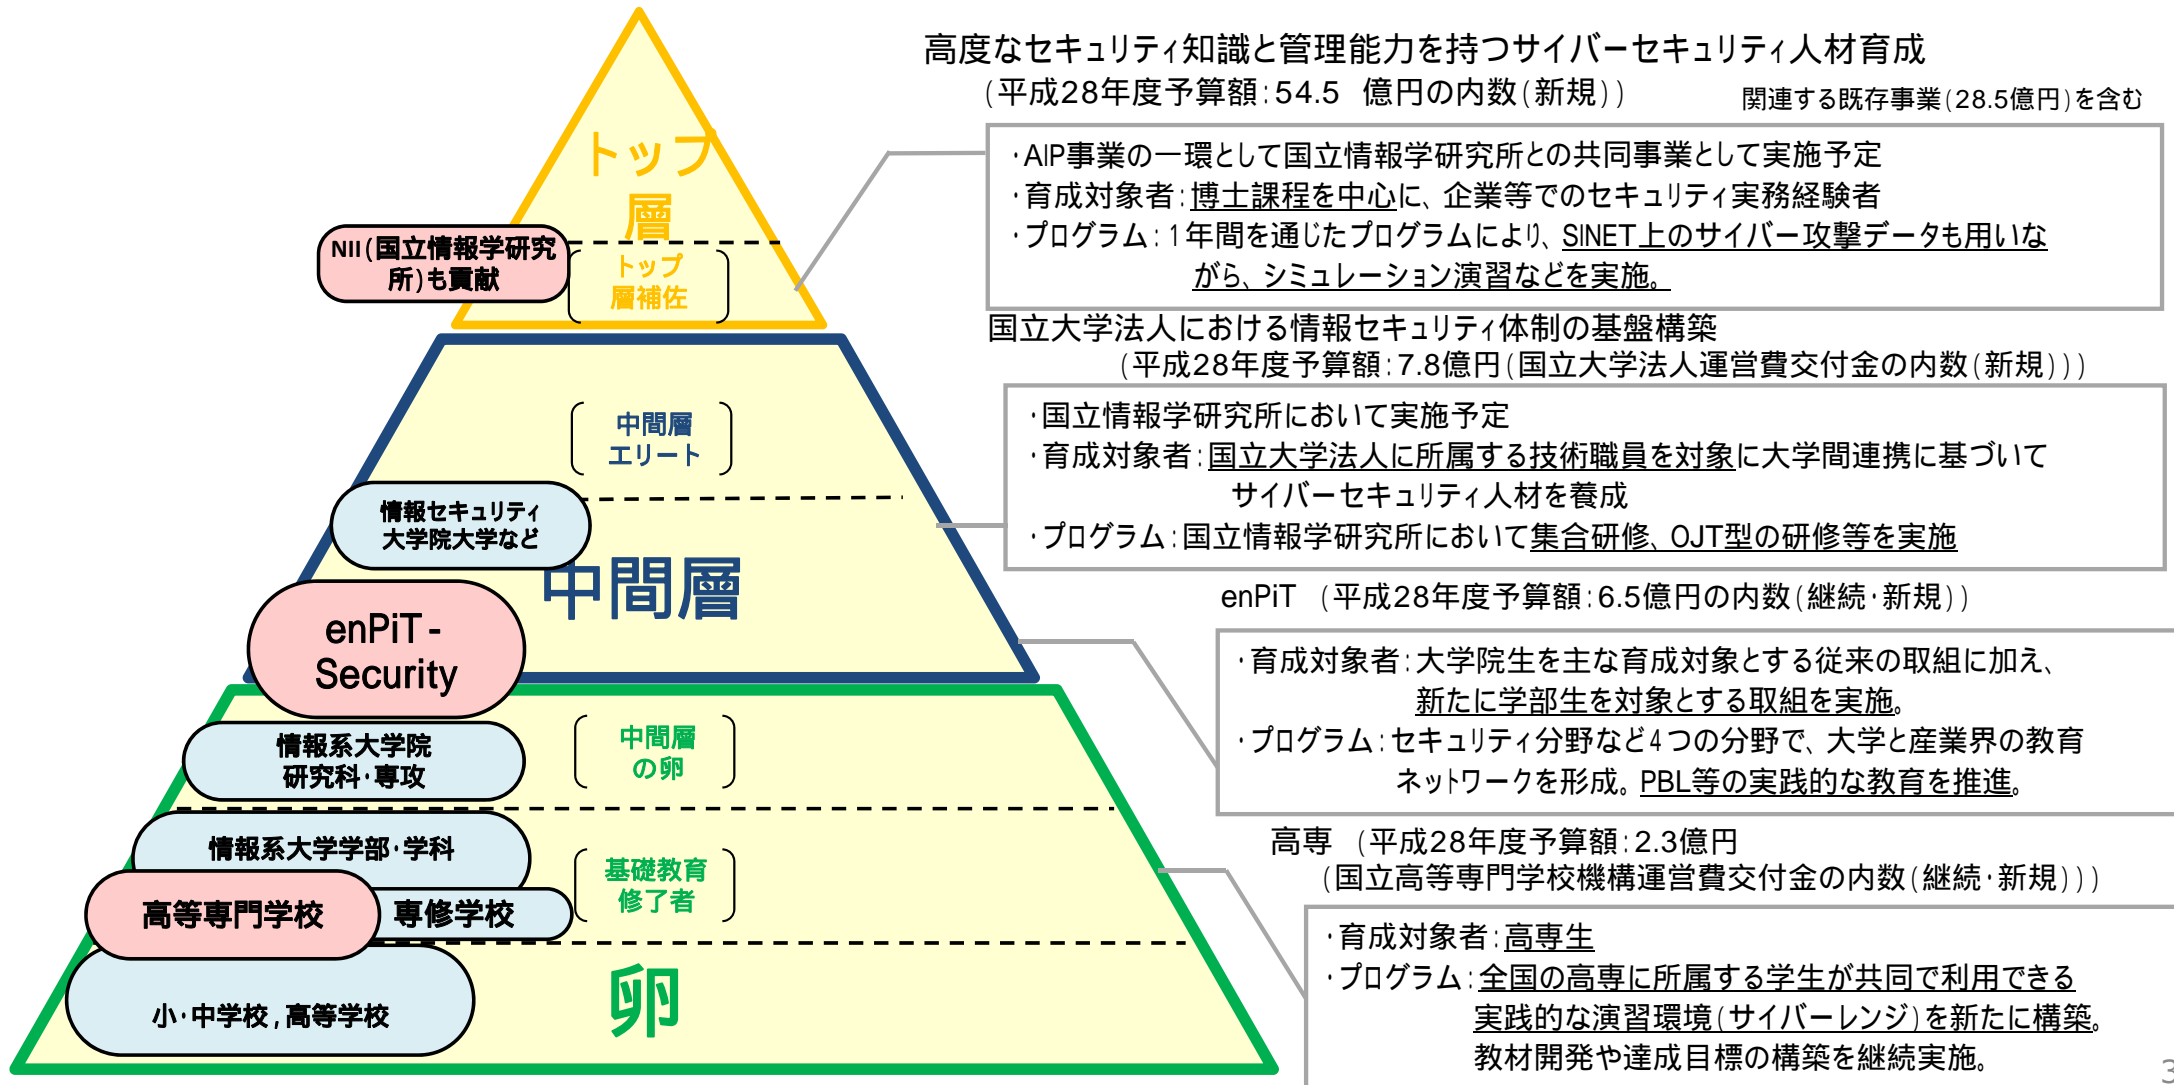 高度なセキュリティ知識と管理能力を持つサイバーセキュリティ人材育成
(平成28年度予算額:54.5 億円の内数(新規))
関連する既存事業(28.5億円)を含む
・AIP事業の一環として国立情報学研究所との共同事業として実施予定
・育成対象者:博士課程を中心に、企業等でのセキュリティ実務経験者
・プログラム:1年間を通じたプログラムにより、SINET上のサイバー攻撃データも用いな
がら、シミュレーション演習などを実施。
国立大学法人における情報セキュリティ体制の基盤構築
(平成28年度予算額:7.8億円(国立大学法人運営費交付金の内数(新規)))
・国立情報学研究所において実施予定
・育成対象者:国立大学法人に所属する技術職員を対象に大学間連携に基づいて
サイバーセキュリティ人材を養成
・プログラム:国立情報学研究所において集合研修、OJT型の研修等を実施
enPiT (平成28年度予算額:6.5億円の内数(継続・新規))
・育成対象者:大学院生を主な育成対象とする従来の取組に加え、
新たに学部生を対象とする取組を実施。
・プログラム:セキュリティ分野など4つの分野で、大学と産業界の教育
ネットワークを形成。PBL等の実践的な教育を推進。
高専 (平成28年度予算額:2.3億円
(国立高等専門学校機構運営費交付金の内数(継続・新規)))
・育成対象者:高専生
・プログラム:全国の高専に所属する学生が共同で利用できる
実践的な演習環境(サイバーレンジ)を新たに構築。
教材開発や達成目標の構築を継続実施。
トップ
層
NII(国立情報学研究
所)も貢献
トップ
層補佐
中間層
エリート
情報セキュリティ
大学院大学など
中間層
enPiT -
Security
情報系大学院
研究科・専攻
中間層
の卵
情報系大学学部・学科
基礎教育
修了者
高等専門学校
専修学校
卵
小・中学校,高等学校
3